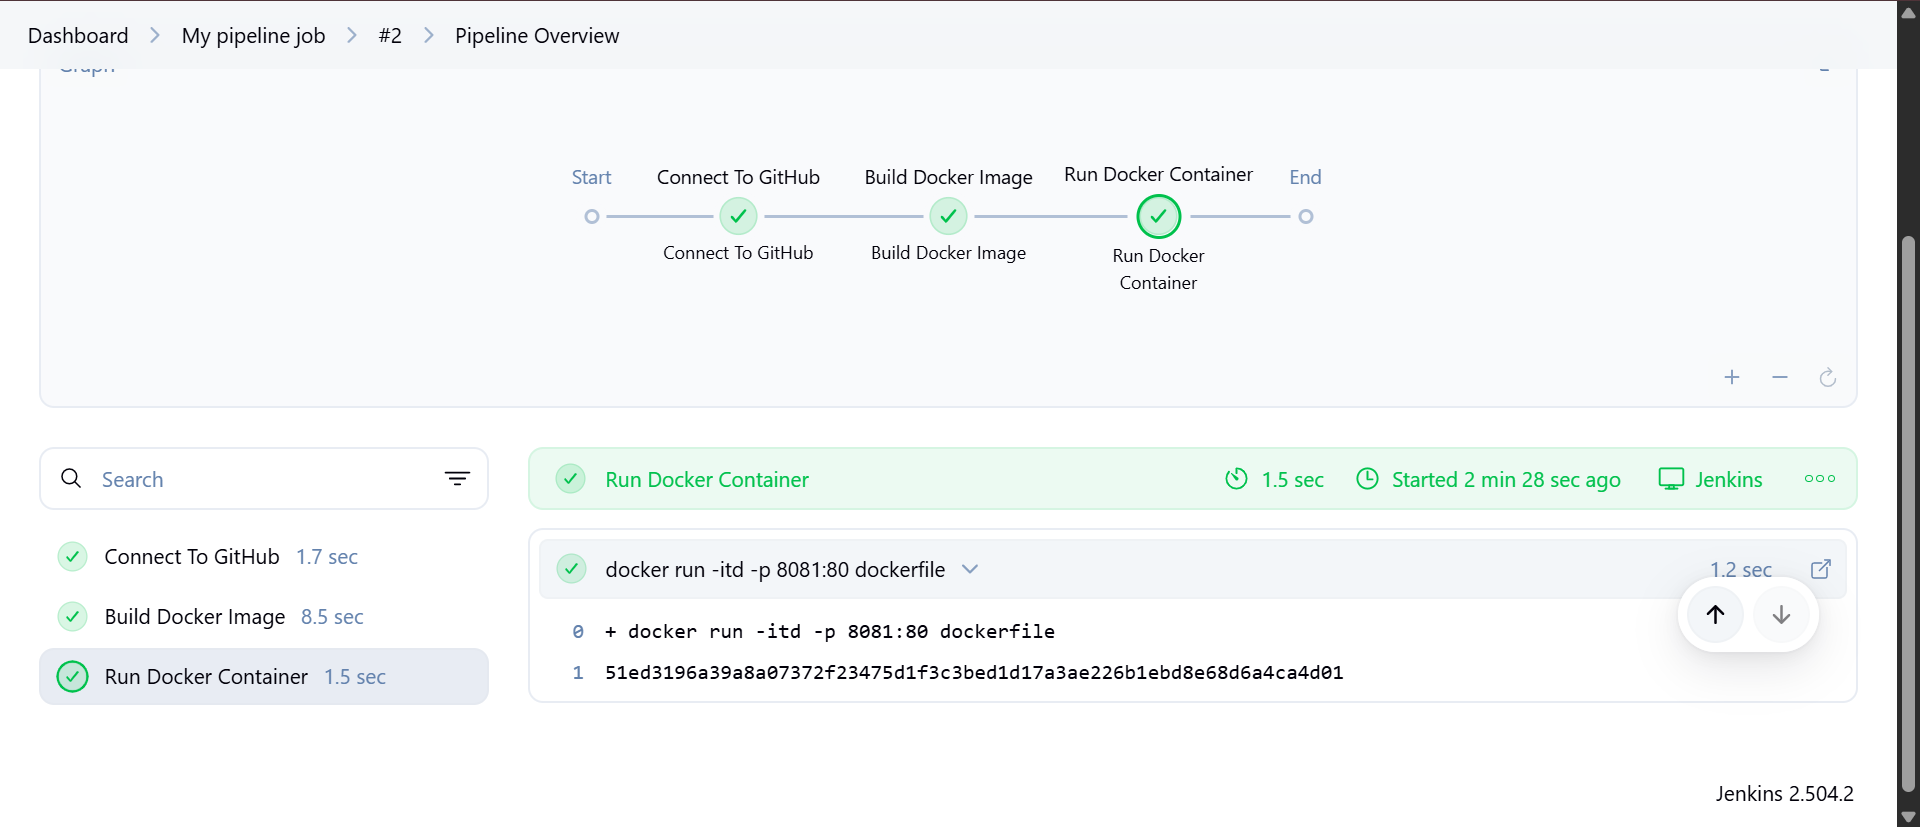 Dashboard > My pipeline job > #2 > Pipeline Overview
Graph
Start
Connect To GitHub
Build Docker Image
Run Docker Container
End
Connect To GitHub
Build Docker Image
Run Docker
Container
Search
Connect To GitHub 1.7 sec
Build Docker Image 8.5 sec
Run Docker Container 1.5 sec
Run Docker Container 1.5 sec Started 2 min 28 sec ago Jenkins
docker run -itd -p 8081:80 dockerfile 1.2 sec
0 + docker run -itd -p 8081:80 dockerfile
1 51ed3196a39a8a07372f23475d1f3c3bed1d17a3ae226b1ebd8e68d6a4ca4d01
Jenkins 2.504.2